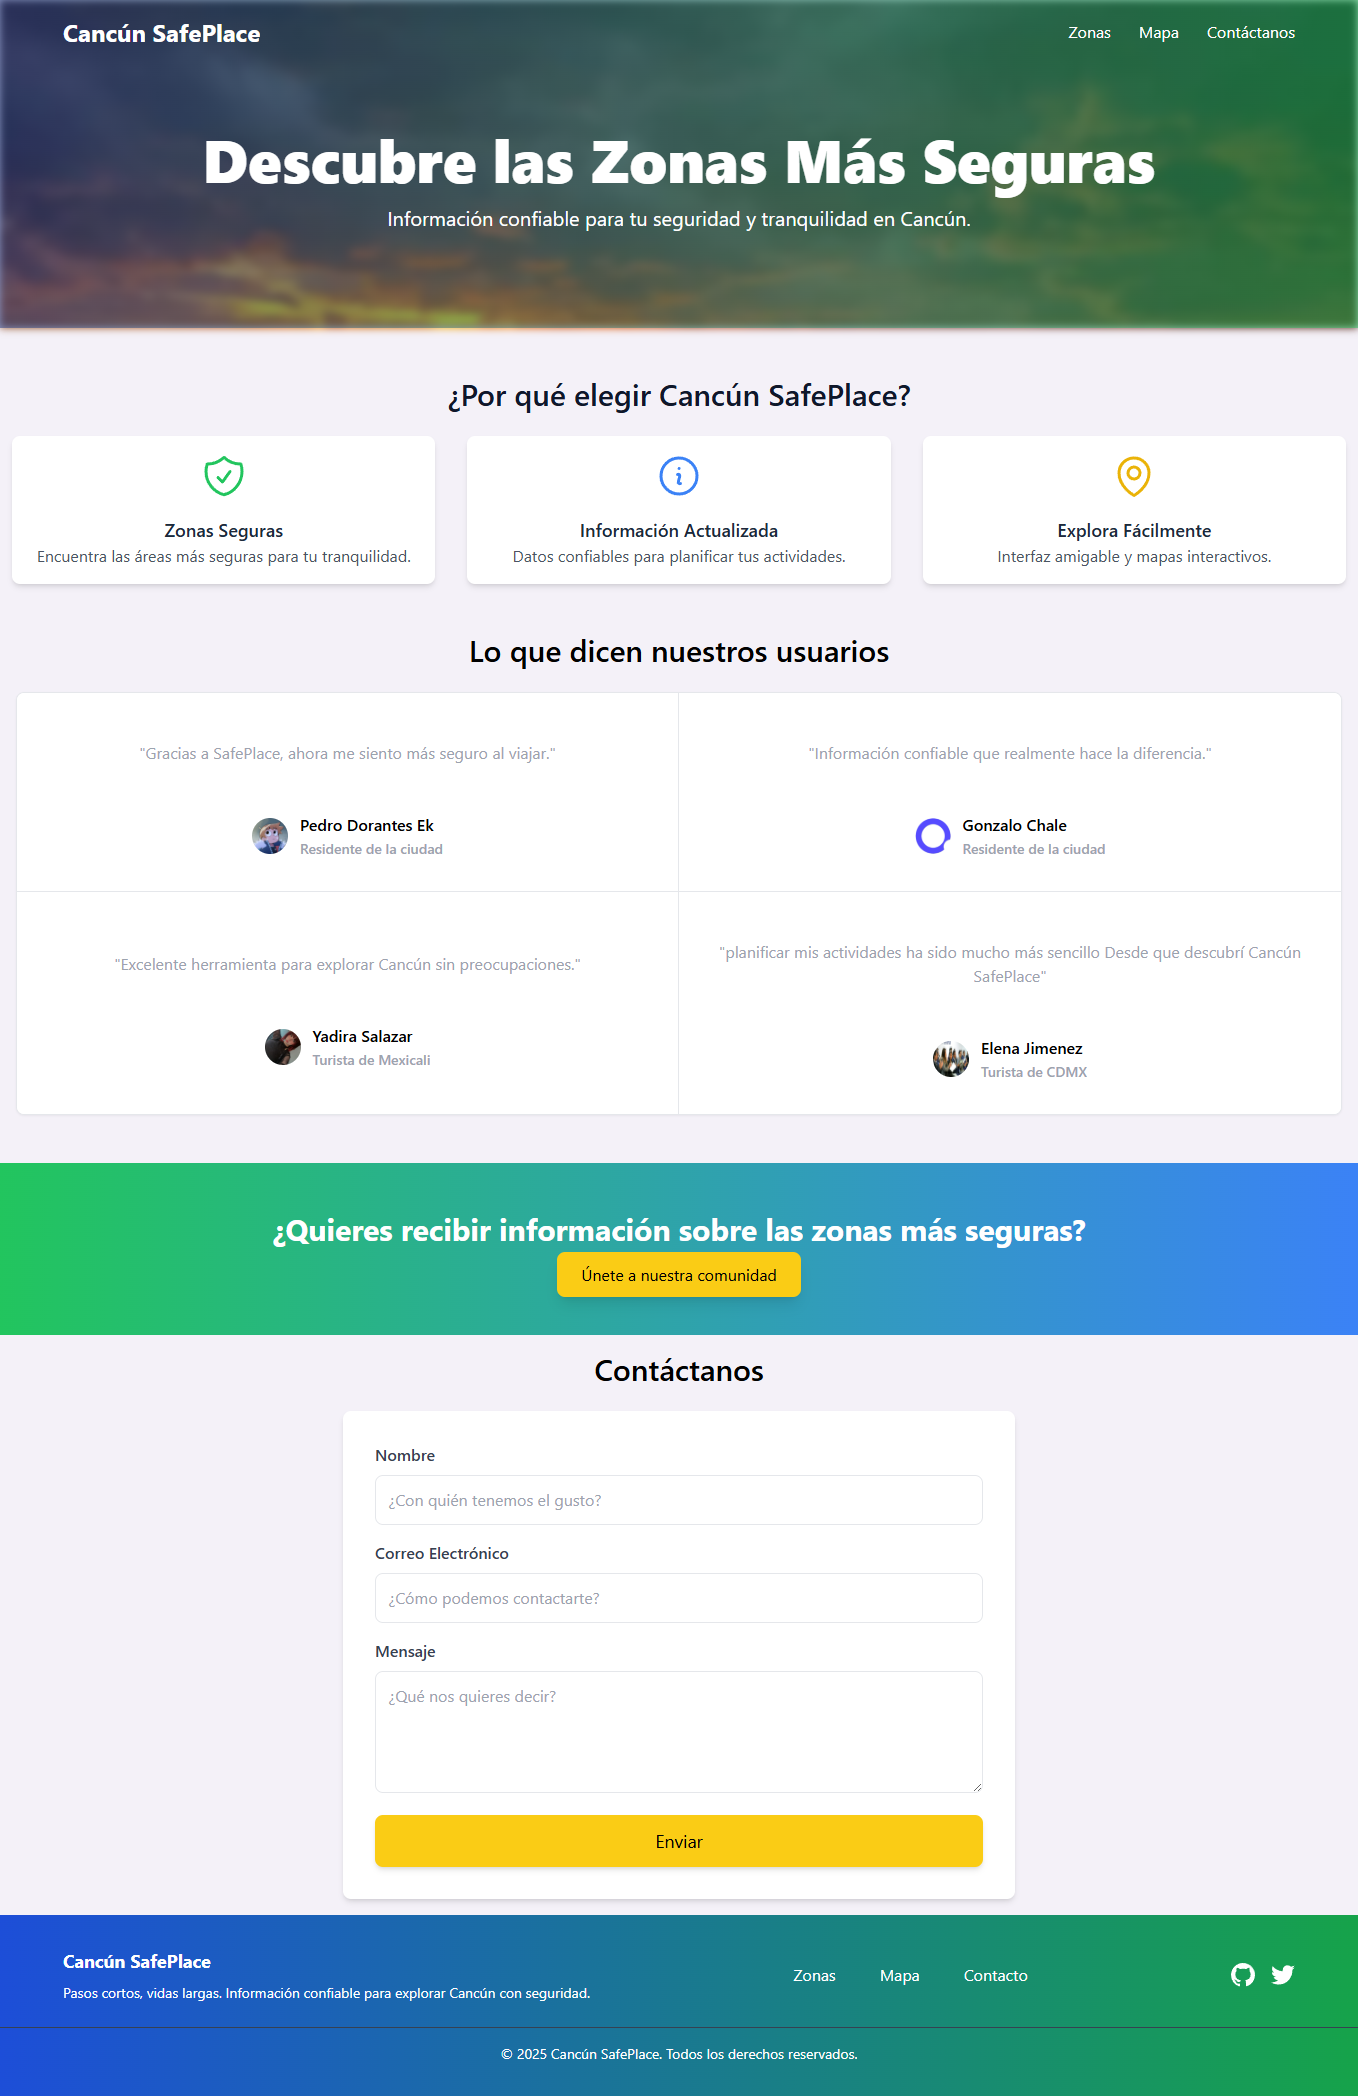 Cancún SafePlace
Zonas
Mapa
Contáctanos
Descubre las Zonas Más Seguras
Información confiable para tu seguridad y tranquilidad en Cancún.
¿Por qué elegir Cancún SafePlace?
Zonas Seguras
Encuentra las áreas más seguras para tu tranquilidad.
Información Actualizada
Datos confiables para planificar tus actividades.
Explora Fácilmente
Interfaz amigable y mapas interactivos.
Lo que dicen nuestros usuarios
"Gracias a SafePlace, ahora me siento más seguro al viajar."
Pedro Dorantes Ek
Residente de la ciudad
"Información confiable que realmente hace la diferencia."
Gonzalo Chale
Residente de la ciudad
"Excelente herramienta para explorar Cancún sin preocupaciones."
Yadira Salazar
Turista de Mexicali
"planificar mis actividades ha sido mucho más sencillo Desde que descubrí Cancún
SafePlace"
Elena Jimenez
Turista de CDMX
¿Quieres recibir información sobre las zonas más seguras?
Únete a nuestra comunidad
Contáctanos
Nombre
¿Con quién tenemos el gusto?
Correo Electrónico
¿Cómo podemos contactarte?
Mensaje
¿Qué nos quieres decir?
Enviar
Cancún SafePlace
Pasos cortos, vidas largas. Información confiable para explorar Cancún con seguridad.
Zonas
Mapa
Contacto
© 2025 Cancún SafePlace. Todos los derechos reservados.